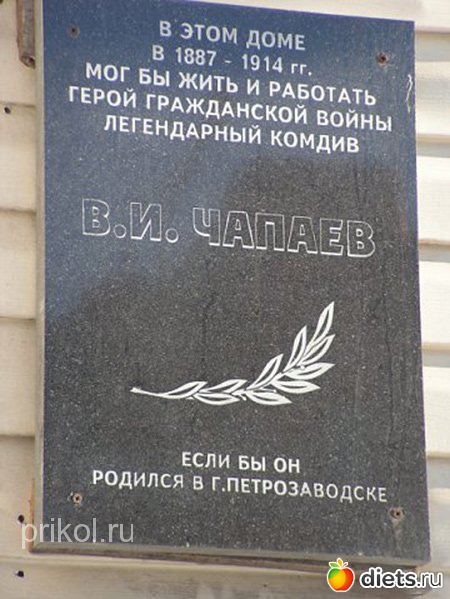 В ЭТОМ ДОМЕ
В 1887 - 1914 гг.
МОГ БЫ ЖИТЬ И РАБОТАТЬ
ГЕРОЙ ГРАЖДАНСКОЙ ВОЙНЫ
ЛЕГЕНДАРНЫЙ КОМДИВ
В.И. ЧАПАЕВ
ЕСЛИ БЫ ОН
РОДИЛСЯ В Г.ПЕТРОЗАВОДСКЕ
prikol.ru
diets.ru